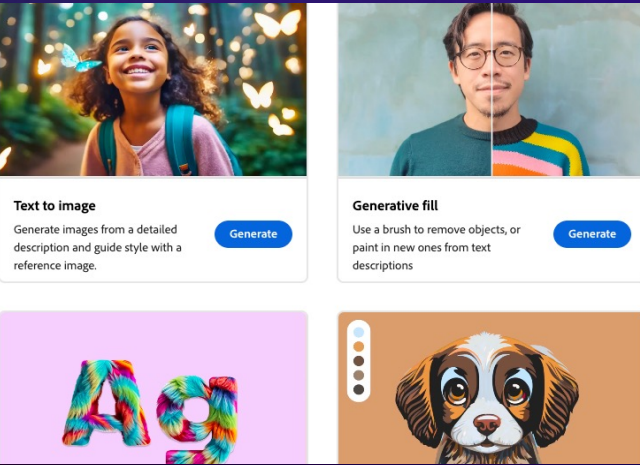 Text to image
Generate images from a detailed
description and guide style with a
reference image.
Generate
Generative fill
Use a brush to remove objects, or
paint in new ones from text
descriptions
Generate
Ag